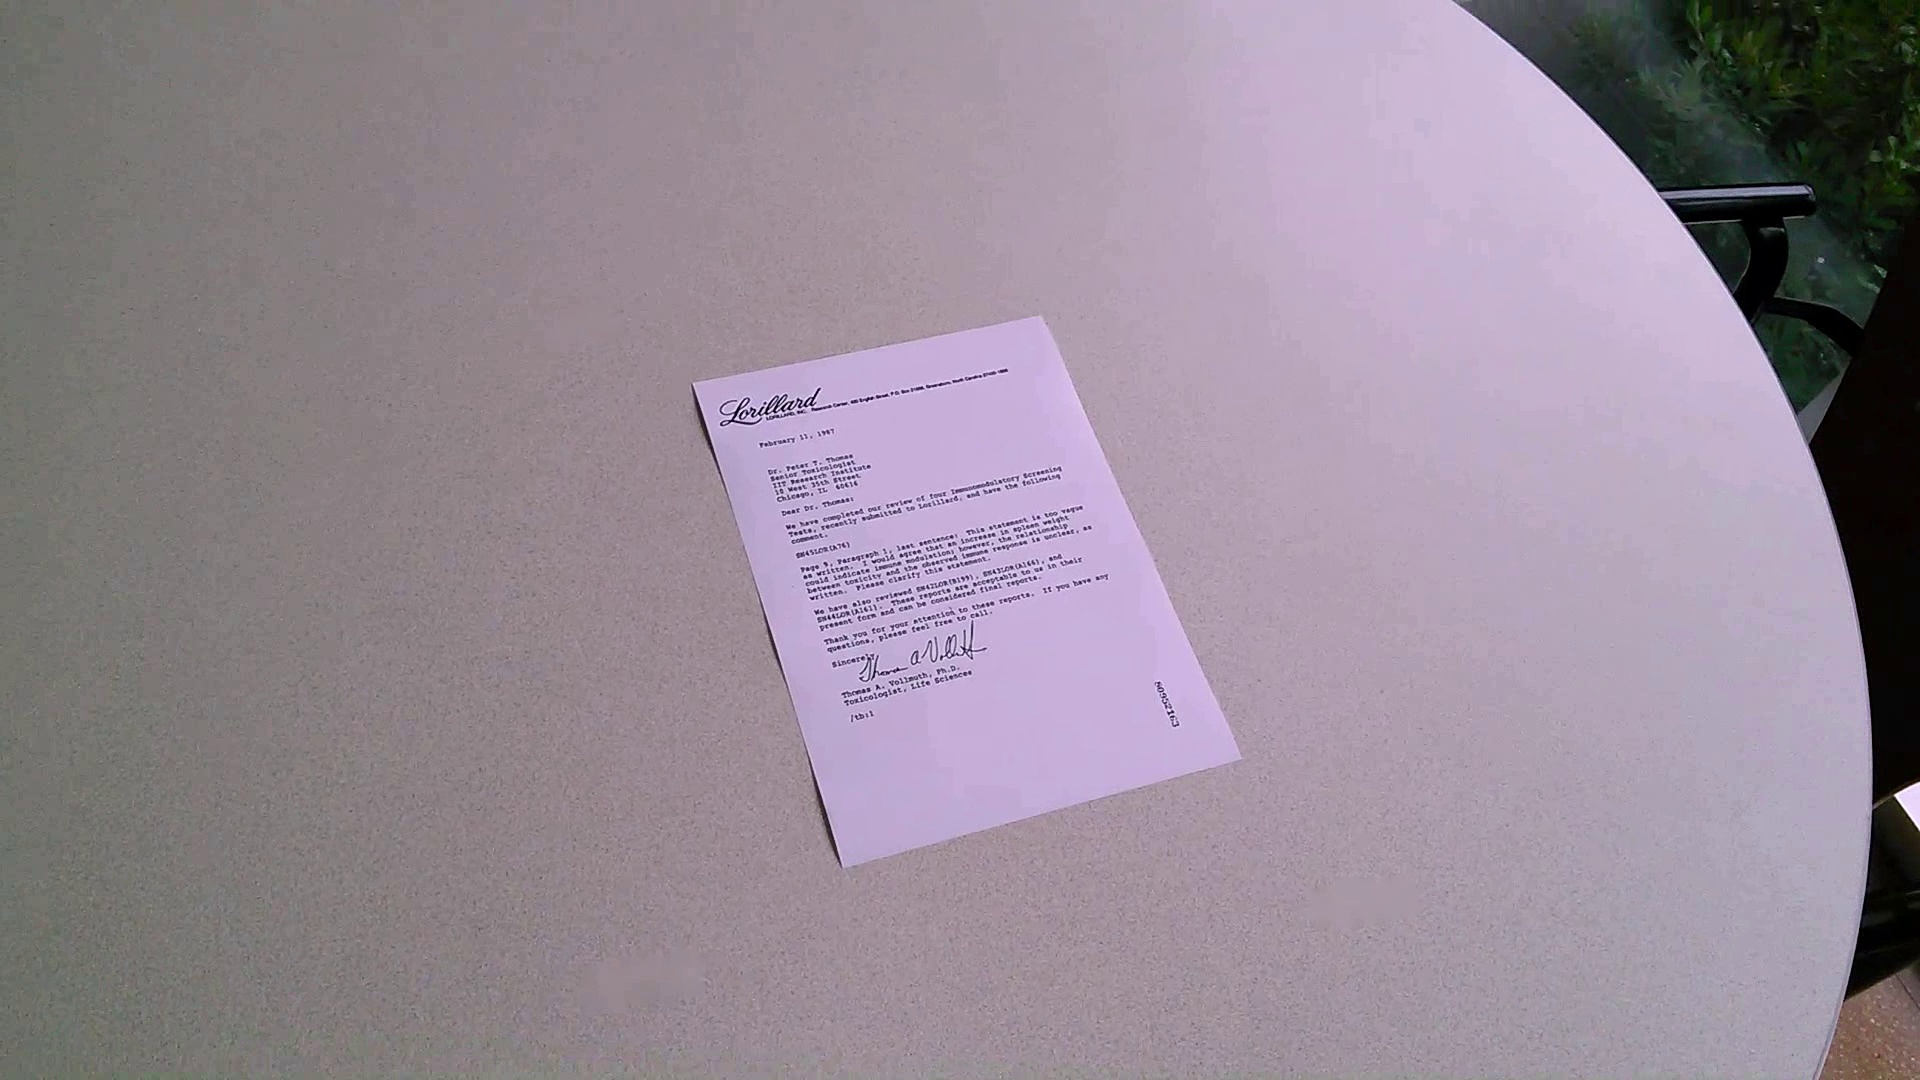 Lorillard
LORILLARD, INC. Research Center, 420 English Street, P.O. Box 21688, Greensboro, North Carolina 27420-1688
February 11, 1987
Dr. Peter T. Thomas
Senior Toxicologist
IIT Research Institute
10 West 35th Street
Chicago, IL 60616
Dear Dr. Thomas:
We have completed our review of four Immunomodulatory Screening
Tests, recently submitted to Lorillard, and have the following
comment.
SN45LOR(A76)
Page 9, Paragraph 1, last sentence: This statement is too vague
as written. I would agree that an increase in spleen weight
could indicate immune modulation; however, the relationship
between toxicity and the observed immune response is unclear, as
written. Please clarify this statement.
We have also reviewed SN42LOR(B199), SN43LOR(A166), and
SN44LOR(A161). These reports are acceptable to us in their
present form and can be considered final reports.
Thank you for your attention to these reports. If you have any
questions, please feel free to call.
Sincerely,
Thomas A. Vollmuth
Thomas A. Vollmuth, Ph.D.
Toxicologist, Life Sciences
/tb:l
80952163